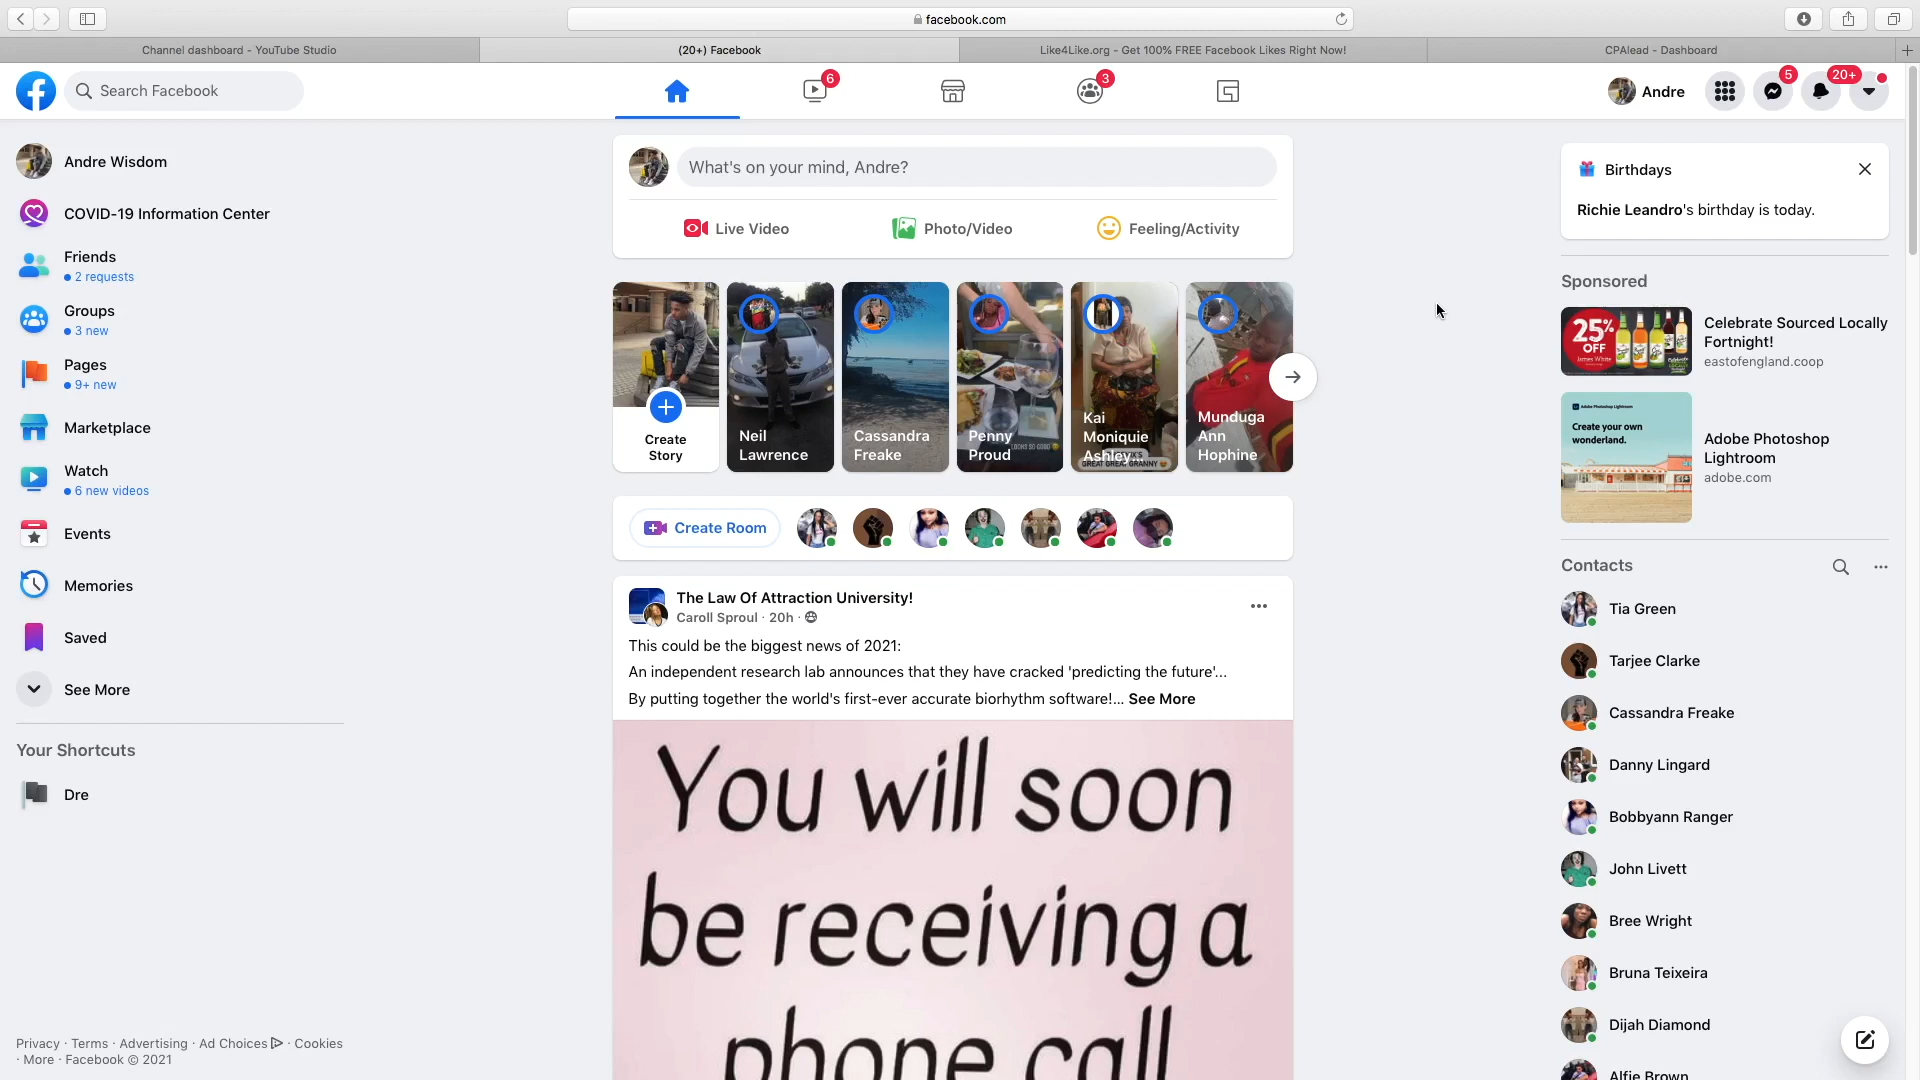 facebook.com
Channel dashboard - YouTube Studio
(20+) Facebook
Like4Like.org - Get 100% FREE Facebook Likes Right Now!
CPAlead - Dashboard
Search Facebook
6
3
Andre
5
20+
Andre Wisdom
COVID-19 Information Center
Friends
2 requests
Groups
3 new
Pages
9+ new
Marketplace
Watch
6 new videos
Events
Memories
Saved
See More
Your Shortcuts
Dre
Privacy · Terms · Advertising · Ad Choices · Cookies
· More · Facebook © 2021
What's on your mind, Andre?
Live Video
Photo/Video
Feeling/Activity
Create
Story
Neil
Lawrence
Cassandra
Freake
Penny
Proud
Kai
Moniquie
Ashley...
GREAT GREAT GRANNY
Munduga
Ann
Hophine
Create Room
The Law Of Attraction University!
Caroll Sproul · 20h ·
This could be the biggest news of 2021:
An independent research lab announces that they have cracked 'predicting the future'...
By putting together the world's first-ever accurate biorhythm software!... See More
You will soon
be receiving a
phone call
Birthdays
Richie Leandro's birthday is today.
Sponsored
25%
OFF
James White
Celebrate Sourced Locally
Fortnight!
eastofengland.coop
Adobe Photoshop Lightroom
Create your own
wonderland.
Adobe Photoshop
Lightroom
adobe.com
Contacts
Tia Green
Tarjee Clarke
Cassandra Freake
Danny Lingard
Bobbyann Ranger
John Livett
Bree Wright
Bruna Teixeira
Dijah Diamond
Alfie Brown